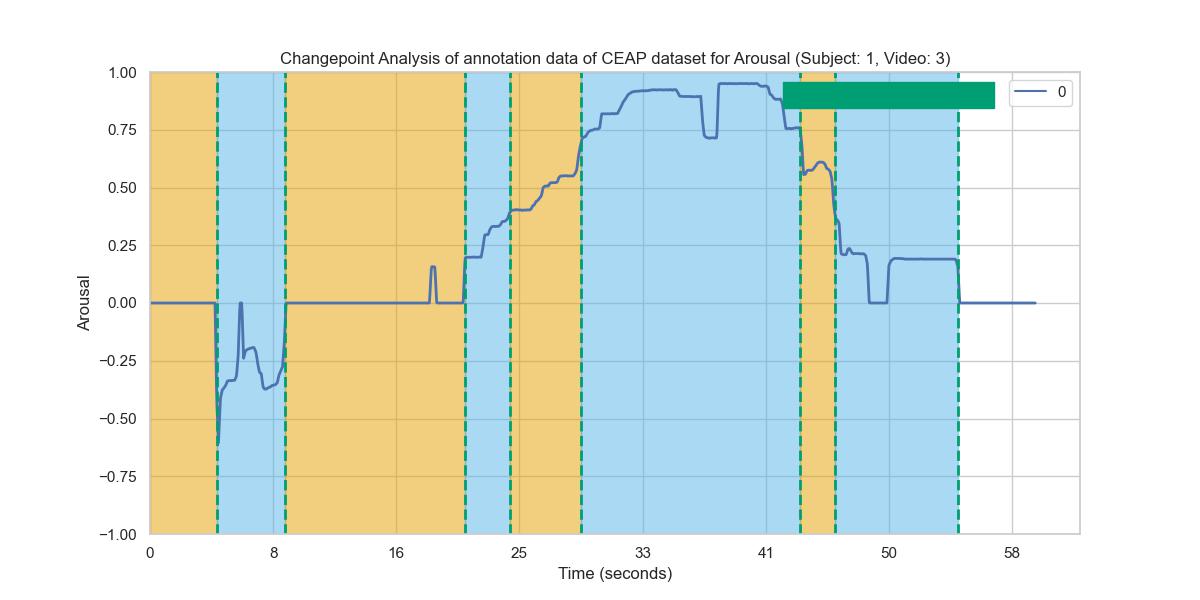 Changepoint Analysis of annotation data of CEAP dataset for Arousal (Subject: 1, Video: 3)
0
1.00
0.75
0.50
0.25
0.00
−0.25
−0.50
−0.75
−1.00
Arousal
0 8 16 25 33 41 50 58
Time (seconds)